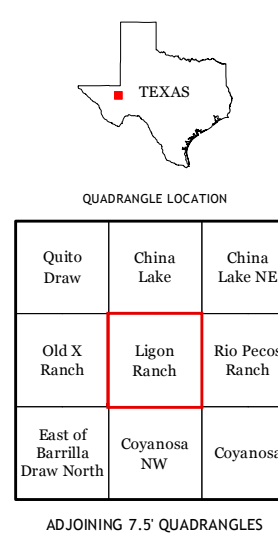 TEXAS
QUADRANGLE LOCATION
Quito
Draw
China
Lake
China
Lake NE
Old X
Ranch
Ligon
Ranch
Rio Pecos
Ranch
East of
Barrilla
Draw North
Coyanosa
NW
Coyanosa
ADJOINING 7.5' QUADRANGLES